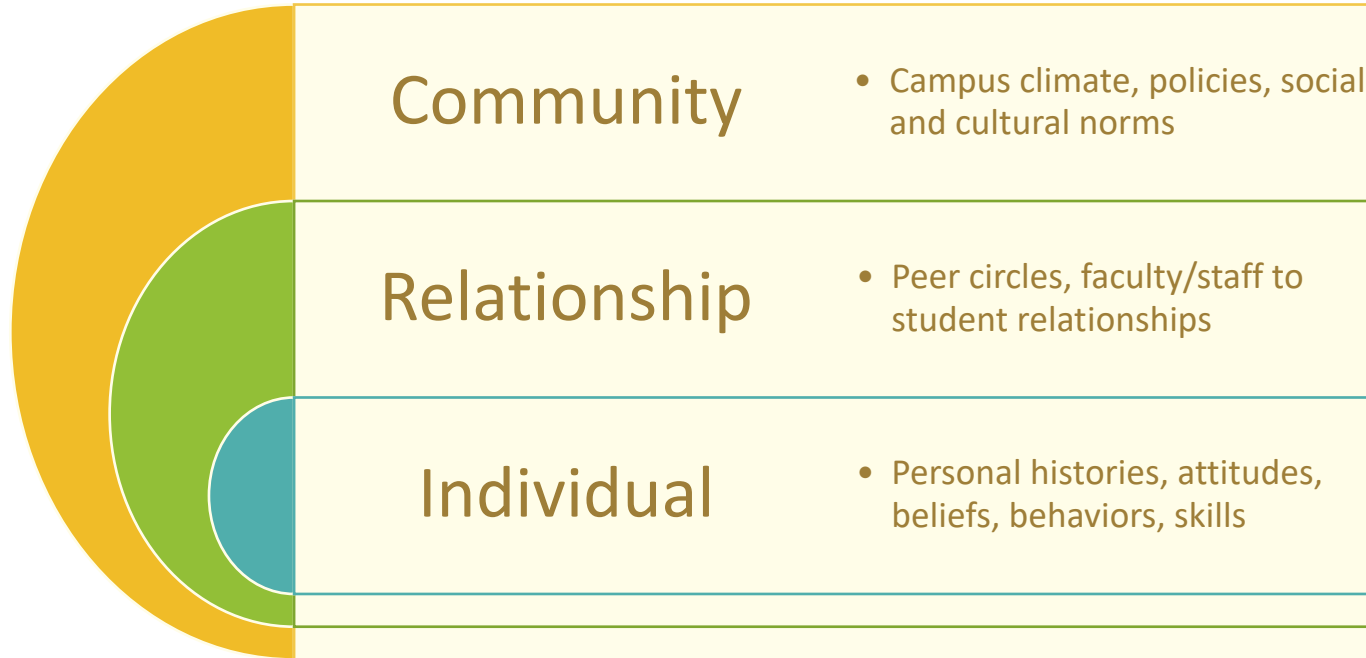 Community
• Campus climate, policies, social
and cultural norms
Relationship
• Peer circles, faculty/staff to
student relationships
Individual
• Personal histories, attitudes,
beliefs, behaviors, skills